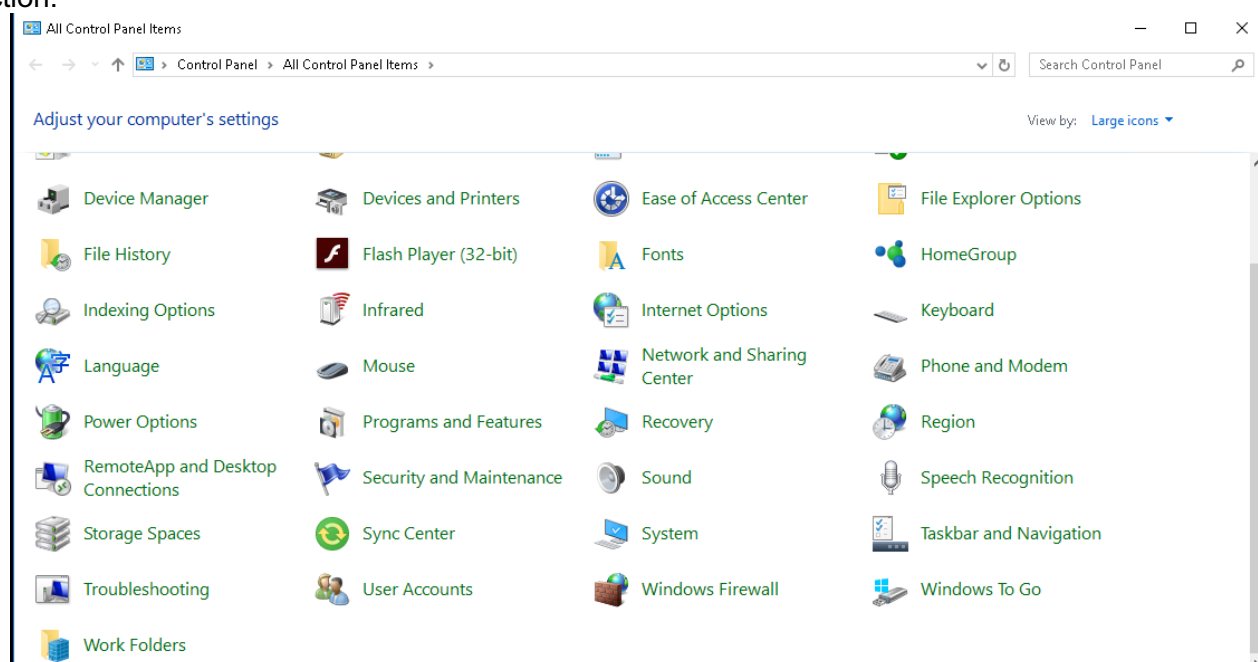 ction.
All Control Panel Items
Control Panel > All Control Panel Items >
Search Control Panel
Adjust your computer's settings
View by: Large icons
Device Manager
Devices and Printers
Ease of Access Center
File Explorer Options
File History
Flash Player (32-bit)
Fonts
HomeGroup
Indexing Options
Infrared
Internet Options
Keyboard
Language
Mouse
Network and Sharing
Center
Phone and Modem
Power Options
Programs and Features
Recovery
Region
RemoteApp and Desktop
Connections
Security and Maintenance
Sound
Speech Recognition
Storage Spaces
Sync Center
System
Taskbar and Navigation
Troubleshooting
User Accounts
Windows Firewall
Windows To Go
Work Folders